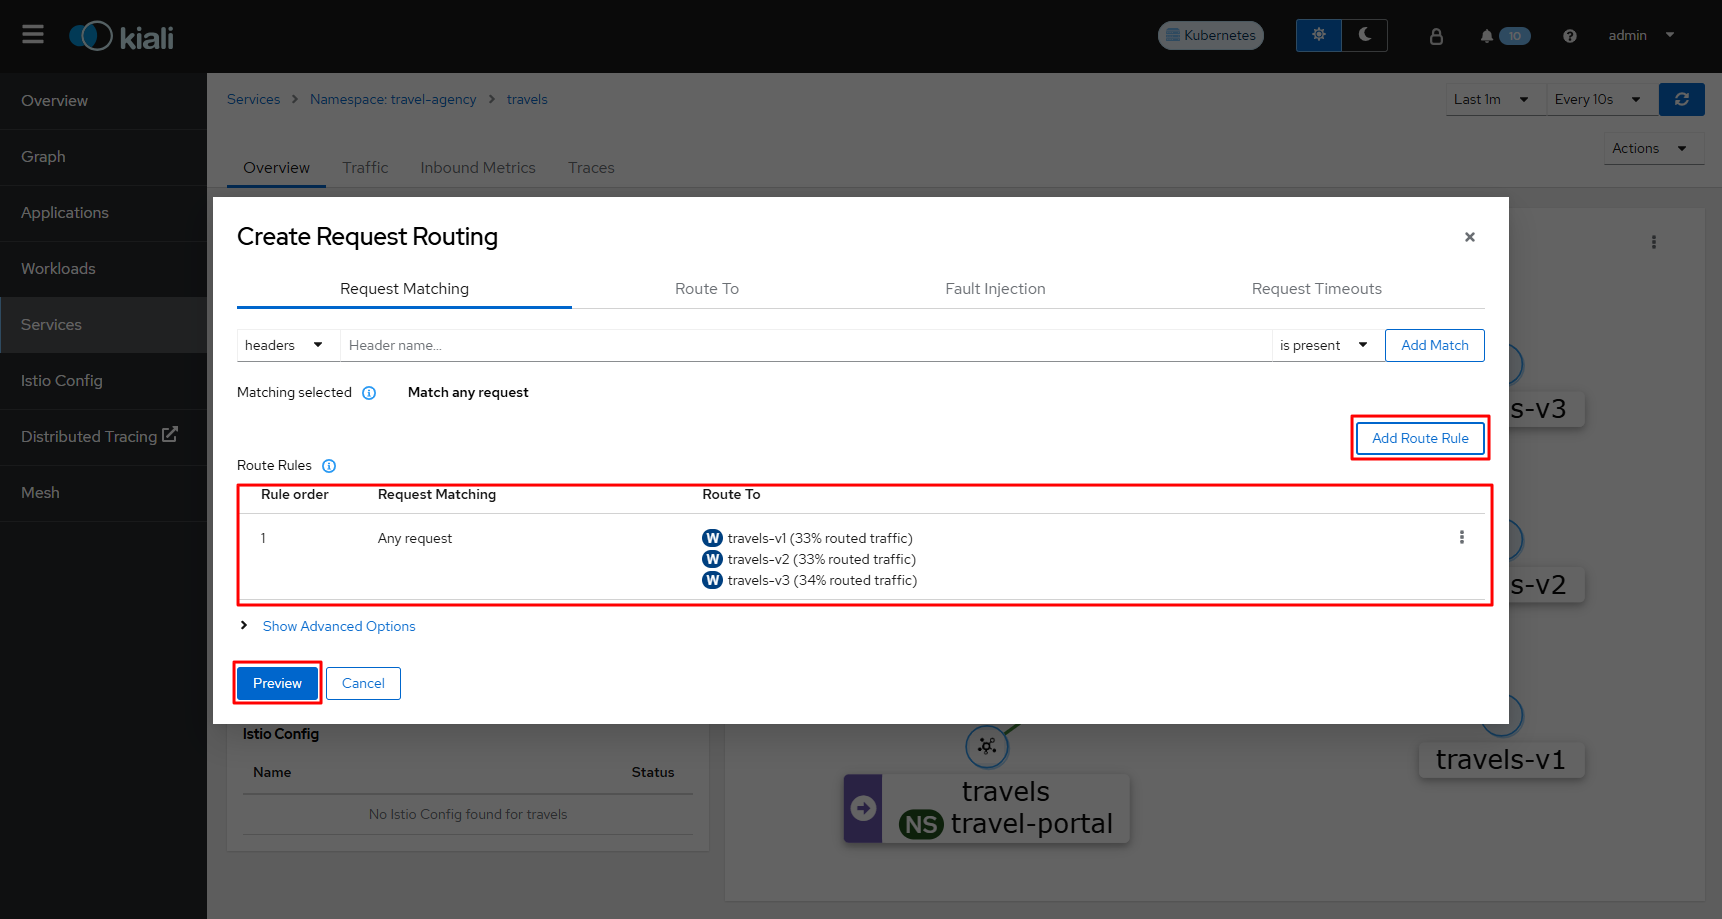 kiali
Kubernetes
10
admin
Overview
Graph
Applications
Workloads
Services
Istio Config
Distributed Tracing
Mesh
Services > Namespace: travel-agency > travels
Last 1m
Every 10s
Actions
Overview Traffic Inbound Metrics Traces
Create Request Routing
Request Matching Route To Fault Injection Request Timeouts
headers Header name... is present Add Match
Matching selected Match any request
Add Route Rule
Route Rules
Rule order Request Matching Route To
1 Any request W travels-v1 (33% routed traffic)
W travels-v2 (33% routed traffic)
W travels-v3 (34% routed traffic)
Show Advanced Options
Preview Cancel
Istio Config
Name Status
No Istio Config found for travels
s-v3
s-v2
travels-v1
travels
NS travel-portal